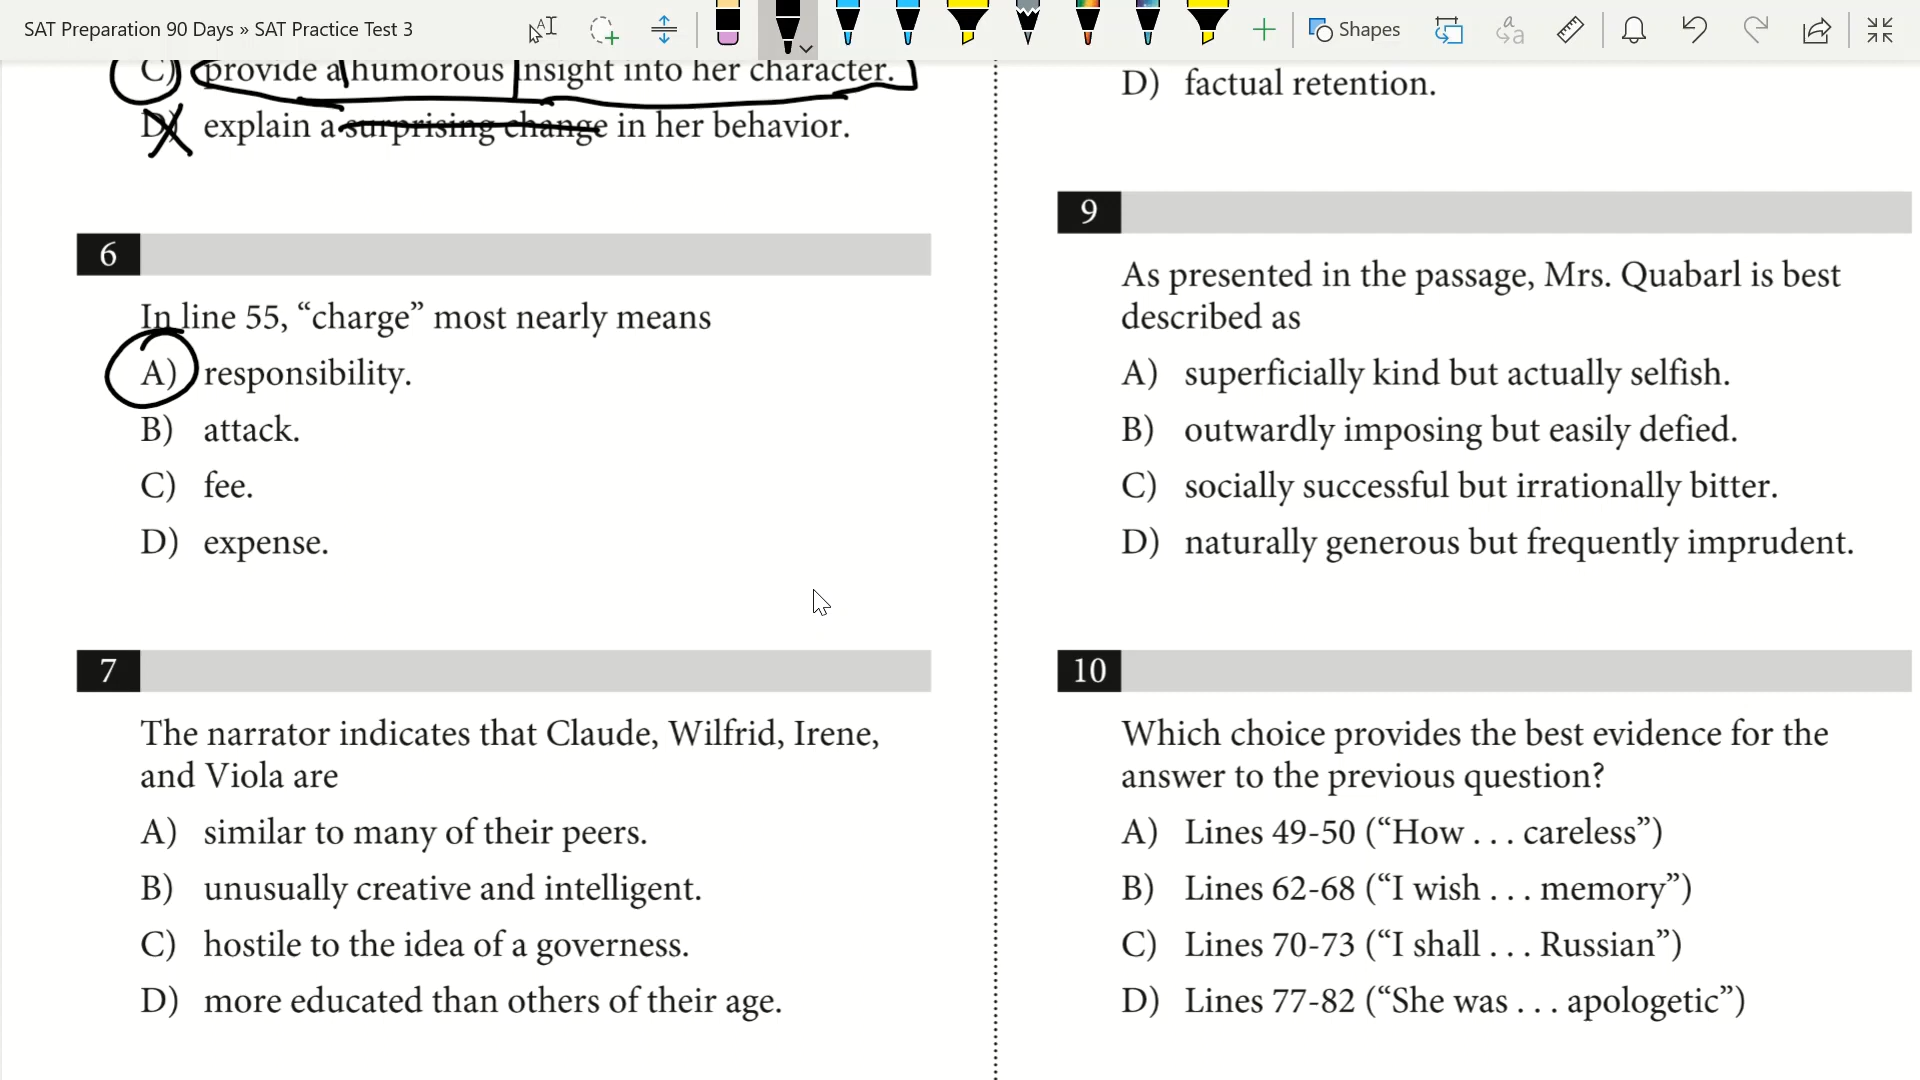 SAT Preparation 90 Days » SAT Practice Test 3
Shapes
C) provide a humorous insight into her character.
D) explain a surprising change in her behavior.
6
In line 55, “charge” most nearly means
A) responsibility.
B) attack.
C) fee.
D) expense.
7
The narrator indicates that Claude, Wilfrid, Irene,
and Viola are
A) similar to many of their peers.
B) unusually creative and intelligent.
C) hostile to the idea of a governess.
D) more educated than others of their age.
D) factual retention.
9
As presented in the passage, Mrs. Quabarl is best
described as
A) superficially kind but actually selfish.
B) outwardly imposing but easily defied.
C) socially successful but irrationally bitter.
D) naturally generous but frequently imprudent.
10
Which choice provides the best evidence for the
answer to the previous question?
A) Lines 49-50 (“How . . . careless”)
B) Lines 62-68 (“I wish . . . memory”)
C) Lines 70-73 (“I shall . . . Russian”)
D) Lines 77-82 (“She was . . . apologetic”)